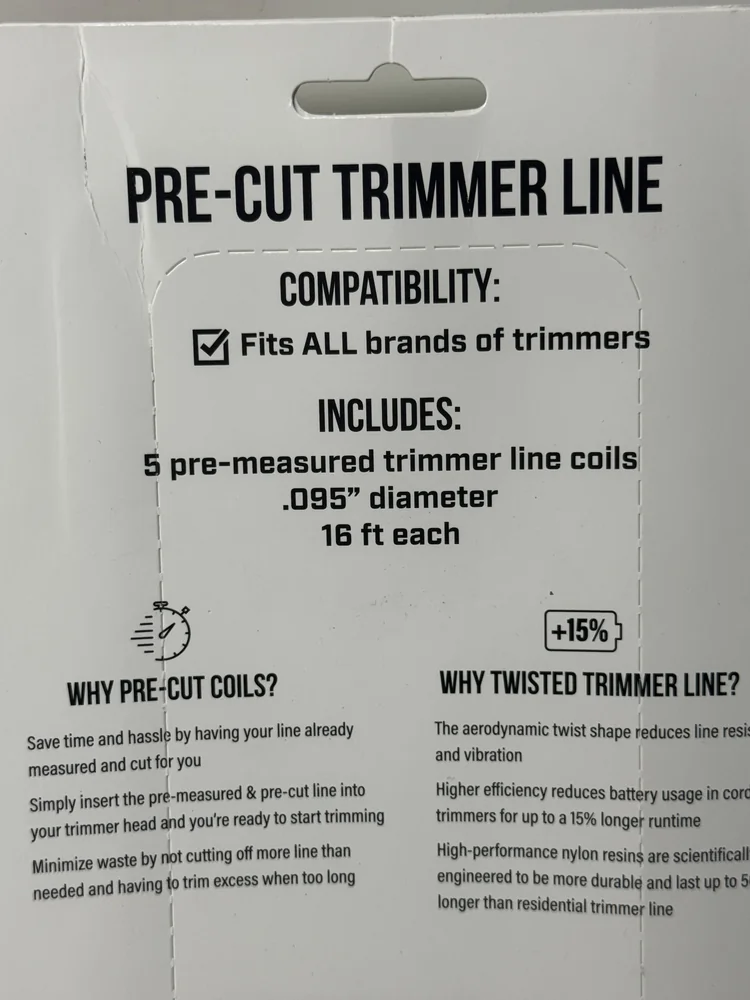 PRE-CUT TRIMMER LINE
COMPATIBILITY:
Fits ALL brands of trimmers
INCLUDES:
5 pre-measured trimmer line coils
.095” diameter
16 ft each
WHY PRE-CUT COILS?
Save time and hassle by having your line already
measured and cut for you
Simply insert the pre-measured & pre-cut line into
your trimmer head and you're ready to start trimming
Minimize waste by not cutting off more line than
needed and having to trim excess when too long
+15%
WHY TWISTED TRIMMER LINE?
The aerodynamic twist shape reduces line
and vibration
Higher efficiency reduces battery usage in
trimmers for up to a 15% longer runtime
High-performance nylon resins are
engineered to be more durable and last up to
longer than residential trimmer line